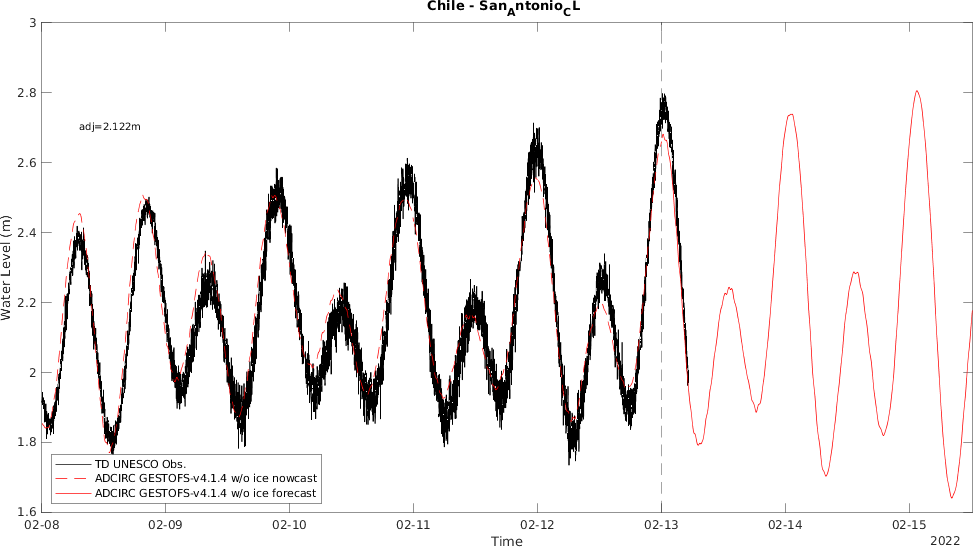 Chile - San_Antonio_CL
3
2.8
2.6
2.4
2.2
2
1.8
1.6
Water Level (m)
adj=2.122m
TD UNESCO Obs.
ADCIRC GESTOFS-v4.1.4 w/o ice nowcast
ADCIRC GESTOFS-v4.1.4 w/o ice forecast
02-08 02-09 02-10 02-11 02-12 02-13 02-14 02-15
Time
2022